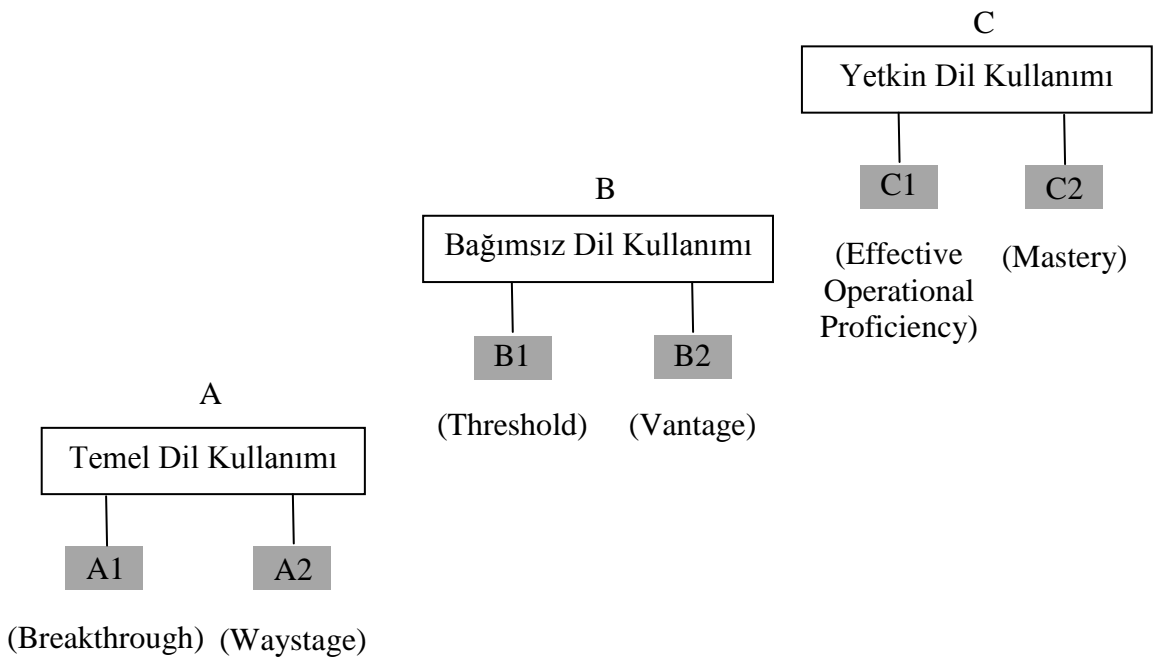 C
Yetkin Dil Kullanımı
C1
C2
(Effective
Operational
Proficiency)
(Mastery)
B
Bağımsız Dil Kullanımı
B1
B2
(Threshold)
(Vantage)
A
Temel Dil Kullanımı
A1
A2
(Breakthrough)
(Waystage)